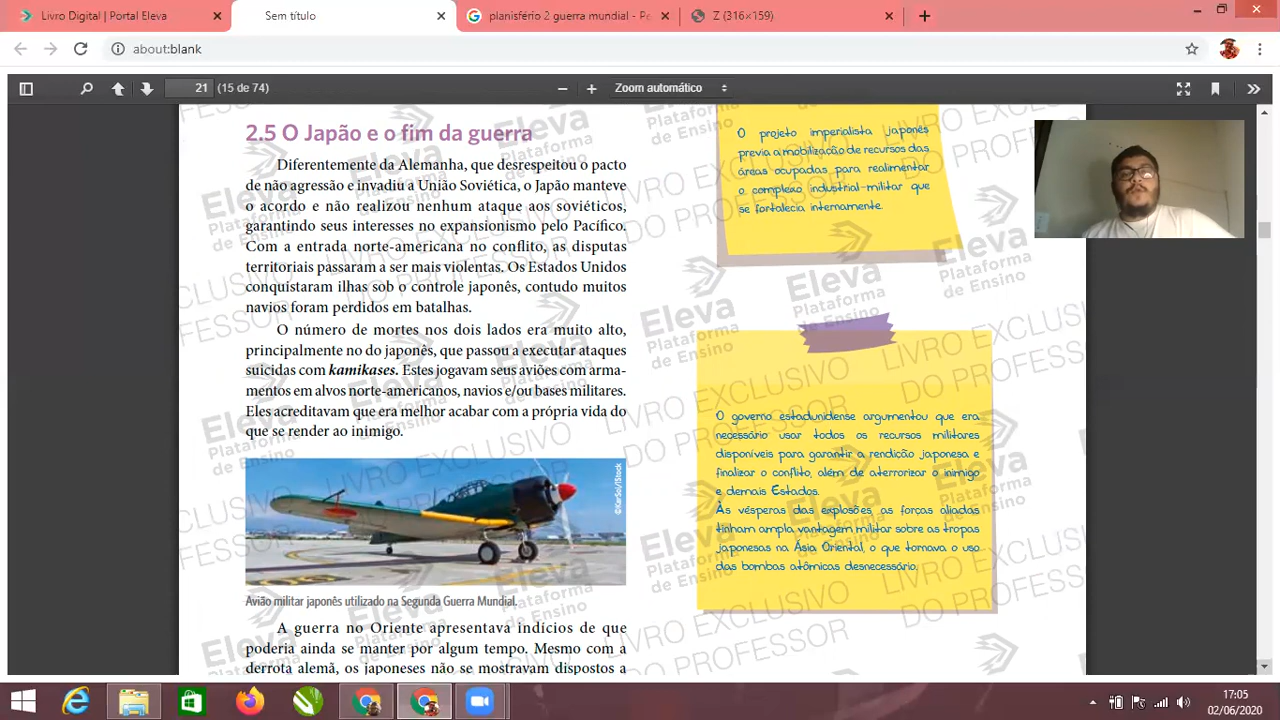 Livro Digital | Portal Eleva
Sem título
planisfério 2 guerra mundial - Pe
Z (316×159)
about:blank
21 (15 de 74)
Zoom automático
2.5 O Japão e o fim da guerra
Diferentemente da Alemanha, que desrespeitou o pacto
de não agressão e invadiu a União Soviética, o Japão manteve
o acordo e não realizou nenhum ataque aos soviéticos,
garantindo seus interesses no expansionismo pelo Pacífico.
Com a entrada norte-americana no conflito, as disputas
territoriais passaram a ser mais violentas. Os Estados Unidos
conquistaram ilhas sob o controle japonês, contudo muitos
navios foram perdidos em batalhas.
O número de mortes nos dois lados era muito alto,
principalmente no do japonês, que passou a executar ataques
suicidas com kamikases. Estes jogavam seus aviões com arma-
mentos em alvos norte-americanos, navios e/ou bases militares.
Eles acreditavam que era melhor acabar com a própria vida do
que se render ao inimigo.
©KarSol/iStock
Avião militar japonês utilizado na Segunda Guerra Mundial.
A guerra no Oriente apresentava indícios de que
poderia ainda se manter por algum tempo. Mesmo com a
derrota alemã, os japoneses não se mostravam dispostos a
O projeto imperialista japonês
previa a mobilização de recursos das
áreas ocupadas para realimentar
o complexo industrial-militar que
se fortalecia internamente.
O governo estadunidense argumentou que era
necessário usar todos os recursos militares
disponíveis para garantir a rendição japonesa e
finalizar o conflito, além de aterrorizar o inimigo
e demais Estados.
Às vésperas das explosões, as forças aliadas
tinham ampla vantagem militar sobre as tropas
japonesas na Ásia Oriental, o que tornava o uso
das bombas atômicas desnecessário.
Eleva
Plataforma
de Ensino
LIVRO EXCLUSIVO
DO PROFESSOR
17:05
02/06/2020